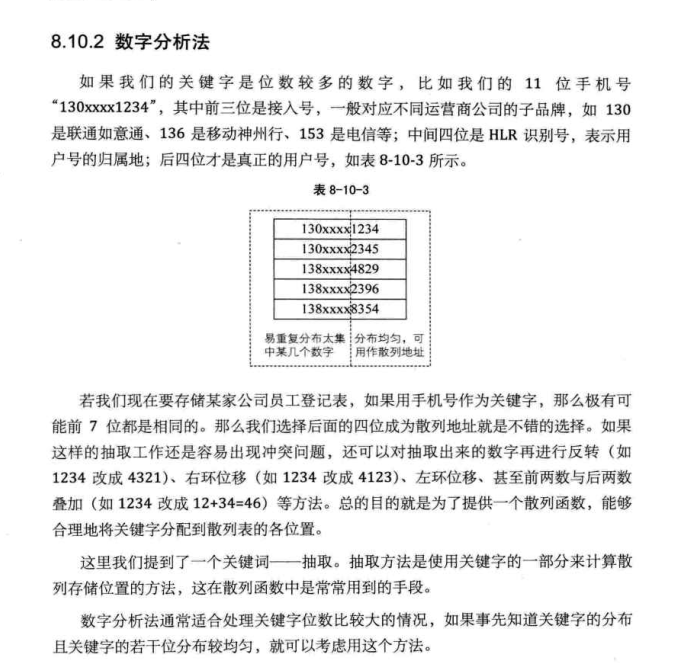 8.10.2 数字分析法
如果我们的关键字是位数较多的数字，比如我们的 11 位手机号
“130xxxx1234”，其中前三位是接入号，一般对应不同运营商公司的子品牌，如 130
是联通如意通、136 是移动神州行、153 是电信等；中间四位是 HLR 识别号，表示用
户号的归属地；后四位才是真正的用户号，如表 8-10-3 所示。
表 8-10-3
130xxxx1234
130xxxx2345
138xxxx4829
138xxxx2396
138xxxx8354
易重复分布太集 分布均匀，可
中某几个数字 用作散列地址
若我们现在要存储某家公司员工登记表，如果用手机号作为关键字，那么极有可
能前 7 位都是相同的。那么我们选择后面的四位成为散列地址就是不错的选择。如果
这样的抽取工作还是容易出现冲突问题，还可以对抽取出来的数字再进行反转（如
1234 改成 4321）、右环位移（如 1234 改成 4123）、左环位移、甚至前两数与后两数
叠加（如 1234 改成 12+34=46）等方法。总的目的就是为了提供一个散列函数，能够
合理地将关键字分配到散列表的各位置。
这里我们提到了一个关键词——抽取。抽取方法是使用关键字的一部分来计算散
列存储位置的方法，这在散列函数中是常常用到的手段。
数字分析法通常适合处理关键字位数比较大的情况，如果事先知道关键字的分布
且关键字的若干位分布较均匀，就可以考虑用这个方法。